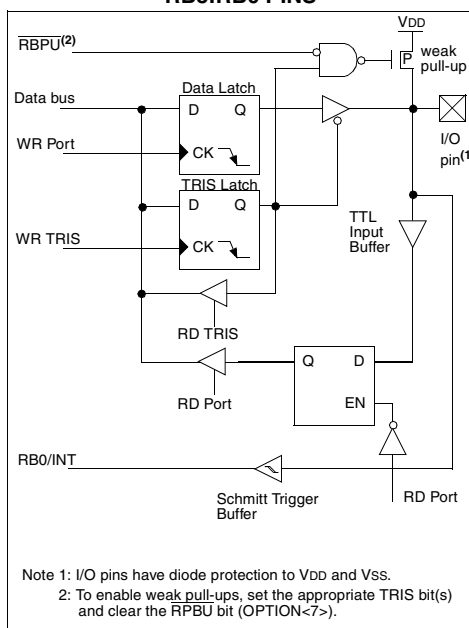 RB3:RB0 PINS
VDD
RBPU(2)
P
weak
pull-up
Data bus
Data Latch
D
Q
I/O
pin(1
WR Port
CK
TRIS Latch
D
Q
TTL
Input
Buffer
WR TRIS
CK
RD TRIS
Q
D
RD Port
EN
RB0/INT
Schmitt Trigger
Buffer
RD Port
Note 1: I/O pins have diode protection to VDD and VSS.
2: To enable weak pull-ups, set the appropriate TRIS bit(s)
and clear the RPBU bit (OPTION<7>).